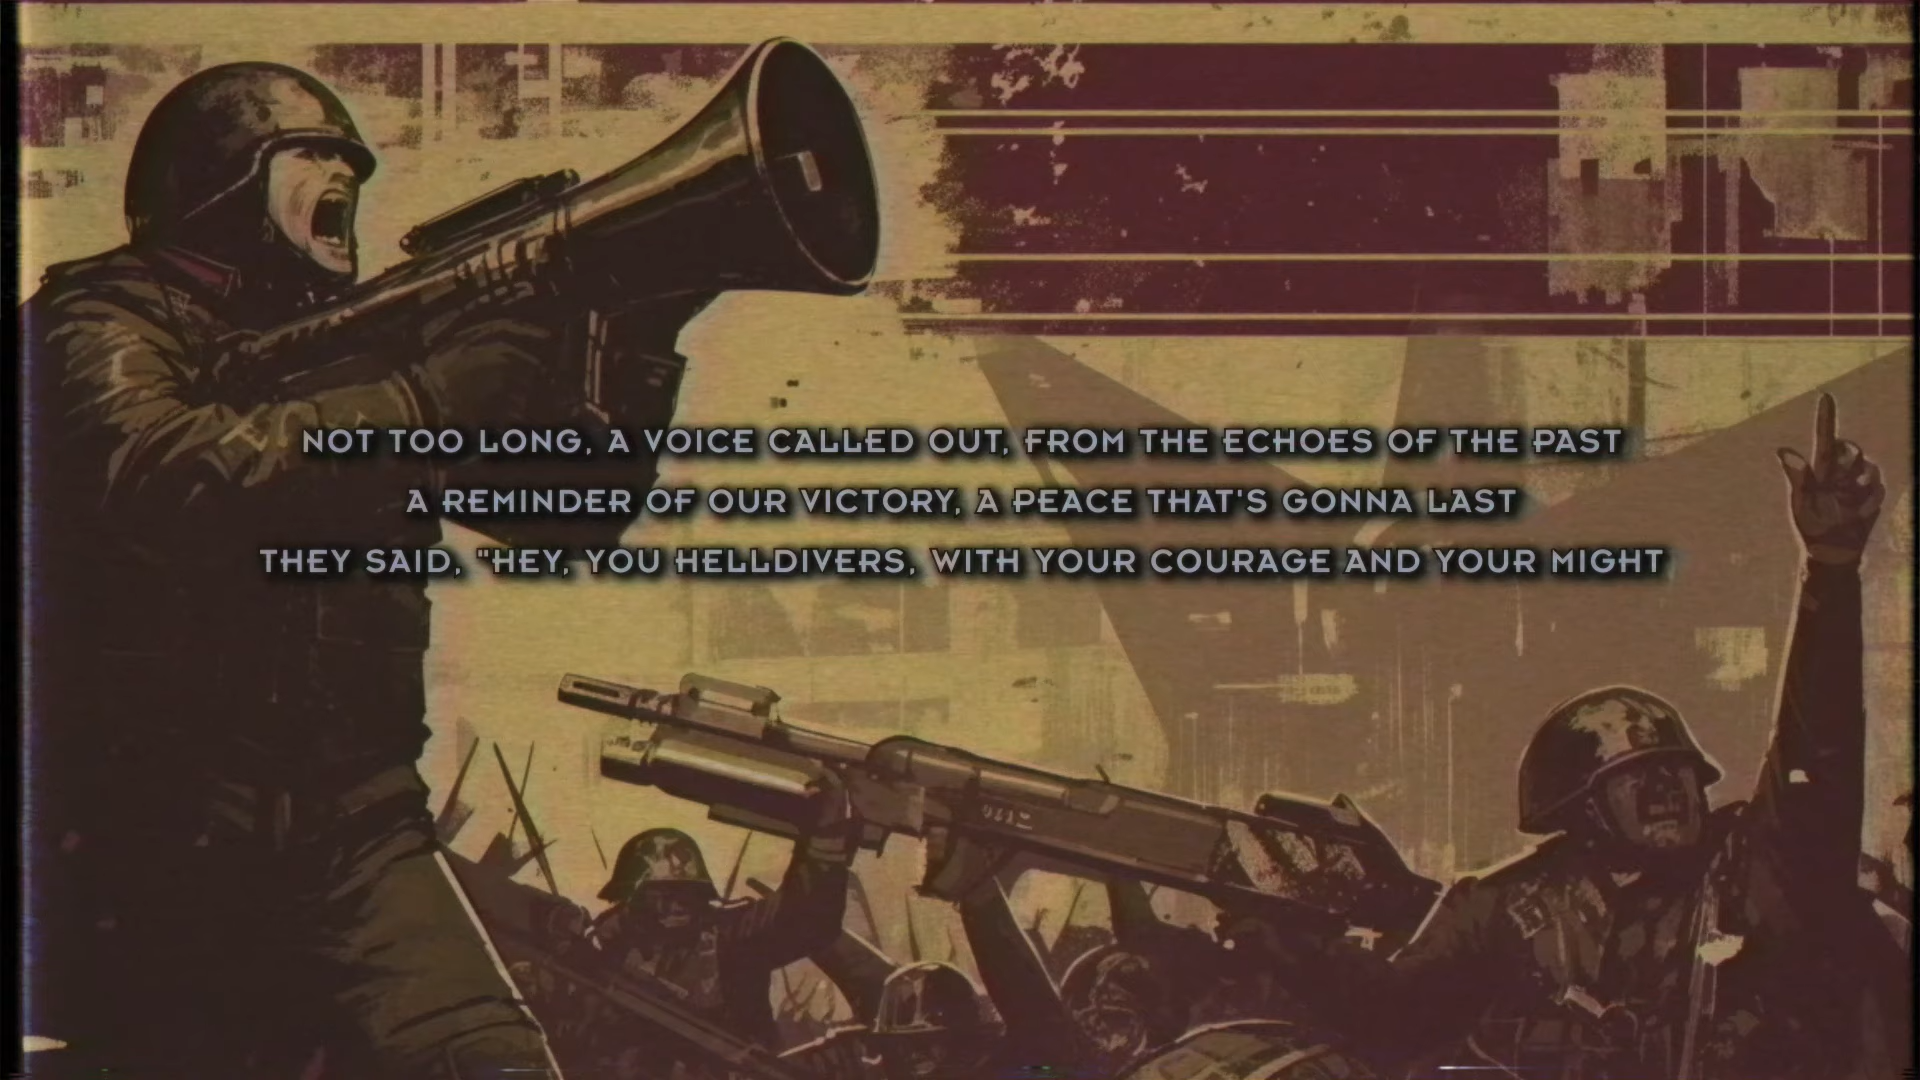 NOT TOO LONG, A VOICE CALLED OUT, FROM THE ECHOES OF THE PAST
A REMINDER OF OUR VICTORY, A PEACE THAT'S GONNA LAST
THEY SAID, "HEY, YOU HELLDIVERS, WITH YOUR COURAGE AND YOUR MIGHT